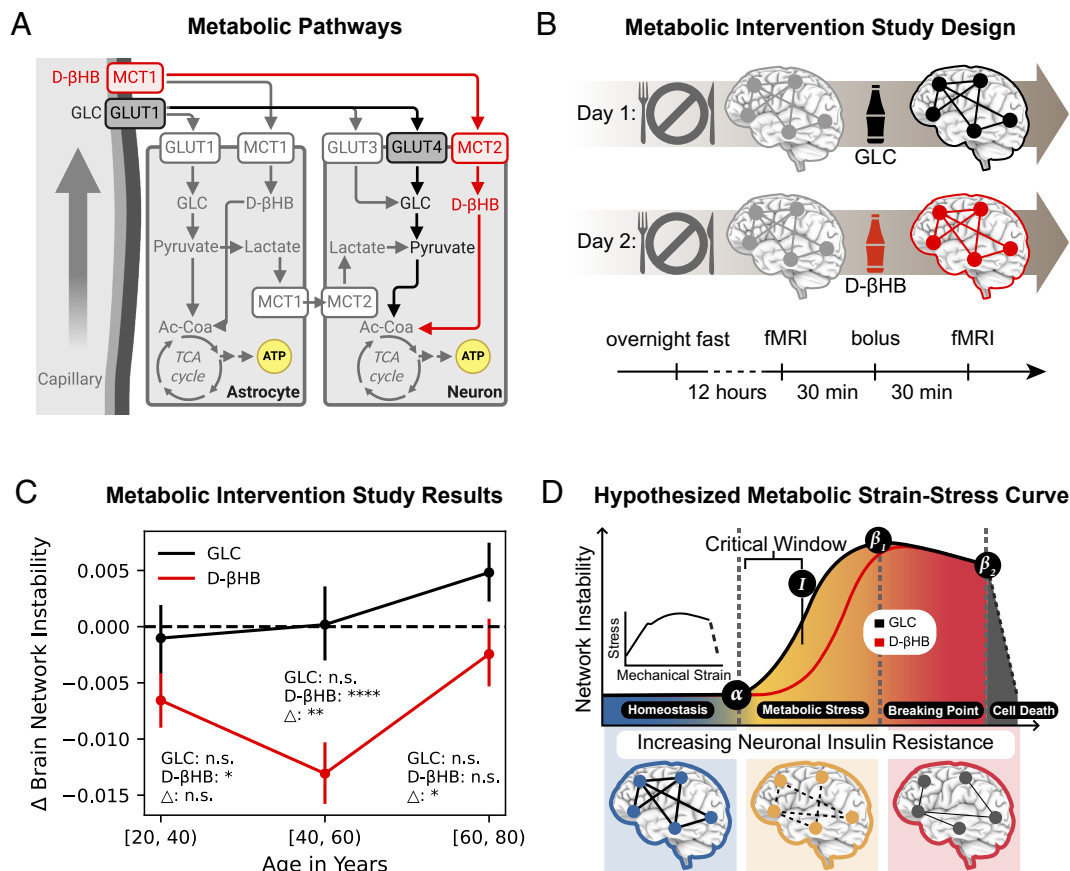 A
Metabolic Pathways
D-βHB
MCT1
GLC
GLUT1
GLUT1
MCT1
GLUT3
GLUT4
MCT2
GLC
D-βHB
GLC
D-βHB
Pyruvate
Lactate
Lactate
Pyruvate
MCT1
MCT2
Ac-Coa
Ac-Coa
TCA
cycle
ATP
TCA
cycle
ATP
Capillary
Astrocyte
Neuron
B
Metabolic Intervention Study Design
Day 1:
GLC
Day 2:
D-βHB
overnight fast
fMRI
bolus
fMRI
12 hours
30 min
30 min
C
Metabolic Intervention Study Results
Δ Brain Network Instability
0.005
0.000
−0.005
−0.010
−0.015
GLC
D-βHB
GLC: n.s.
D-βHB: ****
△: **
GLC: n.s.
D-βHB: *
△: n.s.
GLC: n.s.
D-βHB: n.s.
△: *
[20, 40)
[40, 60)
[60, 80)
Age in Years
D
Hypothesized Metabolic Strain-Stress Curve
Network Instability
Critical Window
β1
I
β2
Stress
Mechanical Strain
GLC
D-βHB
α
Homeostasis
Metabolic Stress
Breaking Point
Cell Death
Increasing Neuronal Insulin Resistance